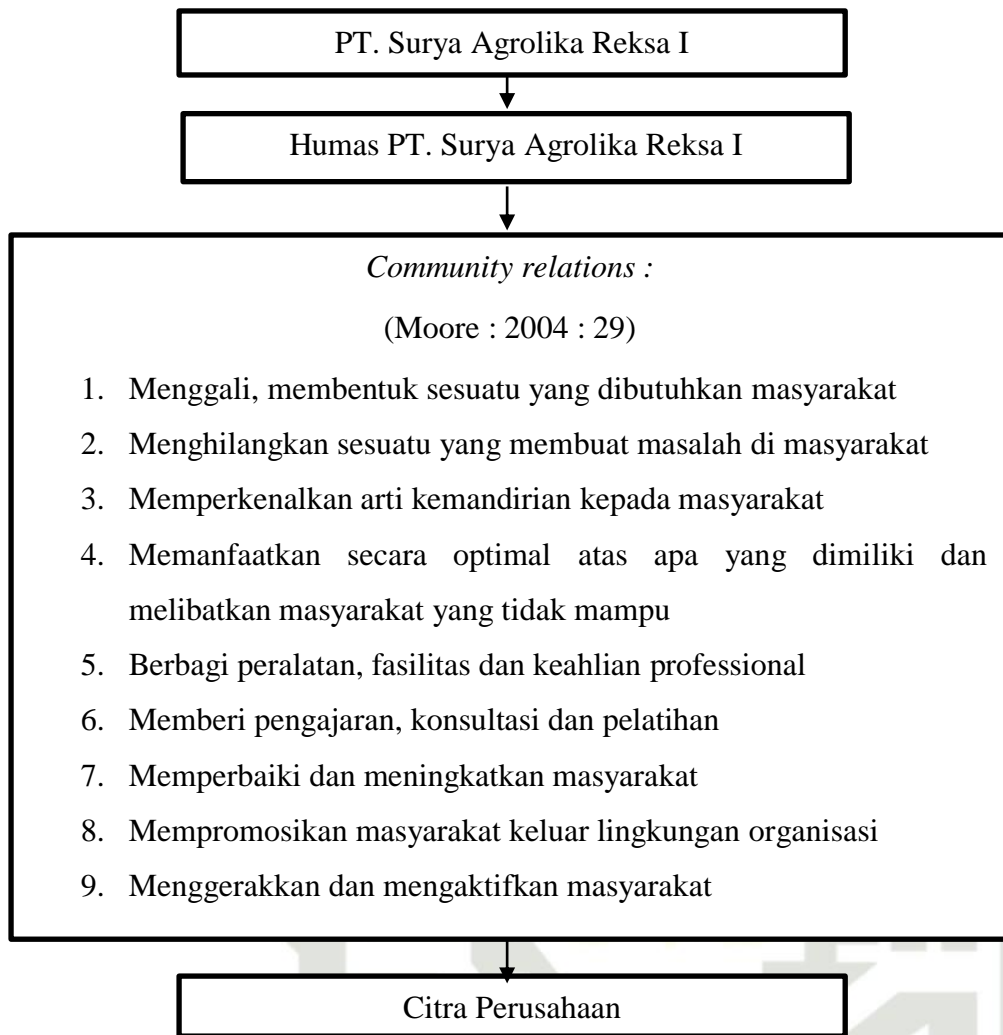 PT. Surya Agrolika Reksa I
Humas PT. Surya Agrolika Reksa I
Community relations :
(Moore : 2004 : 29)
1. Menggali, membentuk sesuatu yang dibutuhkan masyarakat
2. Menghilangkan sesuatu yang membuat masalah di masyarakat
3. Memperkenalkan arti kemandirian kepada masyarakat
4. Memanfaatkan secara optimal atas apa yang dimiliki dan
melibatkan masyarakat yang tidak mampu
5. Berbagi peralatan, fasilitas dan keahlian professional
6. Memberi pengajaran, konsultasi dan pelatihan
7. Memperbaiki dan meningkatkan masyarakat
8. Mempromosikan masyarakat keluar lingkungan organisasi
9. Menggerakkan dan mengaktifkan masyarakat
Citra Perusahaan